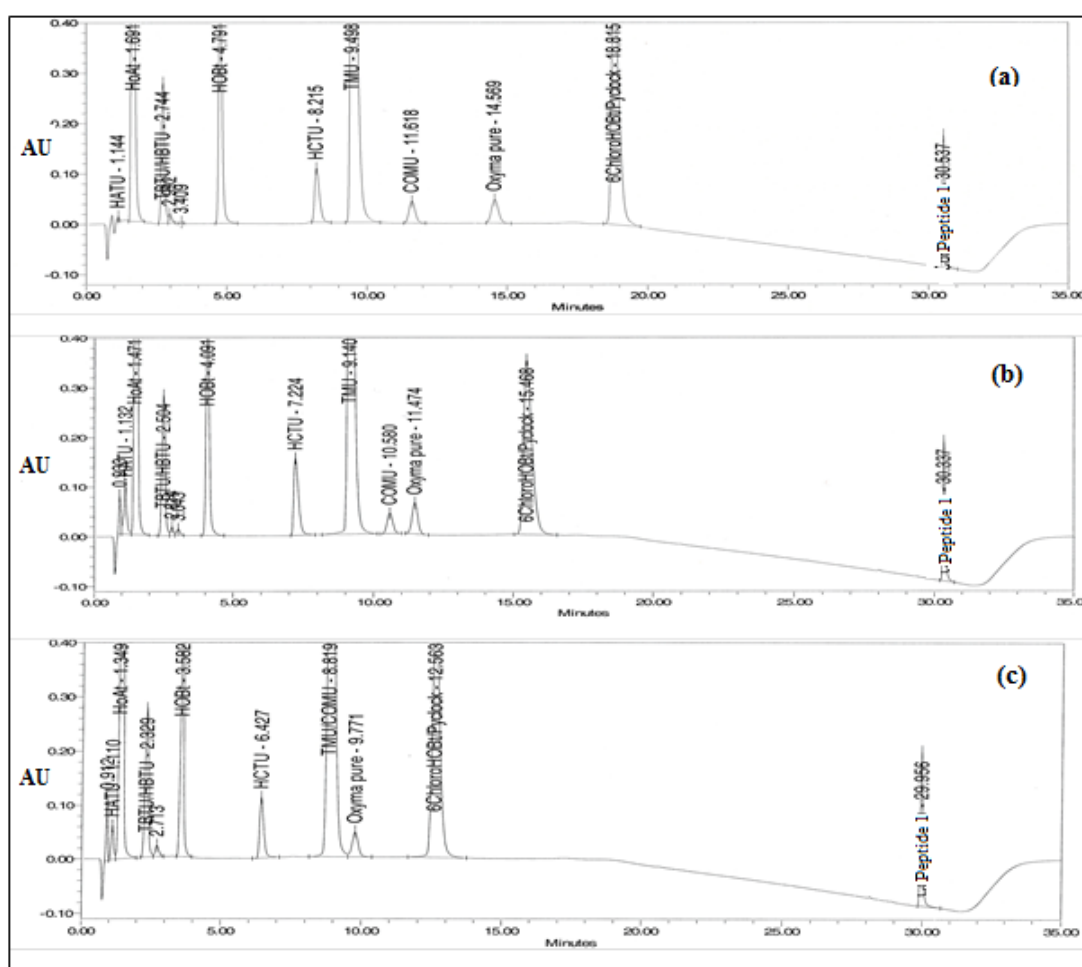 (a)
AU
0.40
0.30
0.20
0.10
0.00
-0.10
HATU - 1.144
HoAt - 1.691
TBTU/HBTU - 2.744
3.409
HOBt - 4.791
HCTU - 8.215
TMU - 9.498
COMU - 11.618
Oxyma pure - 14.569
6ChloroHOBt/Pyclock - 18.815
Peptide 1 - 30.537
0.00 5.00 10.00 15.00 20.00 25.00 30.00 35.00
Minutes
(b)
AU
0.40
0.30
0.20
0.10
0.00
-0.10
HATU - 1.132
HoAt - 1.471
TBTU/HBTU - 2.504
3.043
HOBt - 4.091
HCTU - 7.224
TMU - 9.140
COMU - 10.580
Oxyma pure - 11.474
6ChloroHOBt/Pyclock - 15.468
Peptide 1 - 30.337
0.00 5.00 10.00 15.00 20.00 25.00 30.00 35.00
Minutes
(c)
AU
0.40
0.30
0.20
0.10
0.00
-0.10
0.912
HATU - 1.110
HoAt - 1.349
TBTU/HBTU - 2.329
2.713
HOBt - 3.582
HCTU - 6.427
TMU/COMU - 8.819
Oxyma pure - 9.771
6ChloroHOBt/Pyclock - 12.563
Peptide 1 - 29.956
0.00 5.00 10.00 15.00 20.00 25.00 30.00 35.00
Minutes